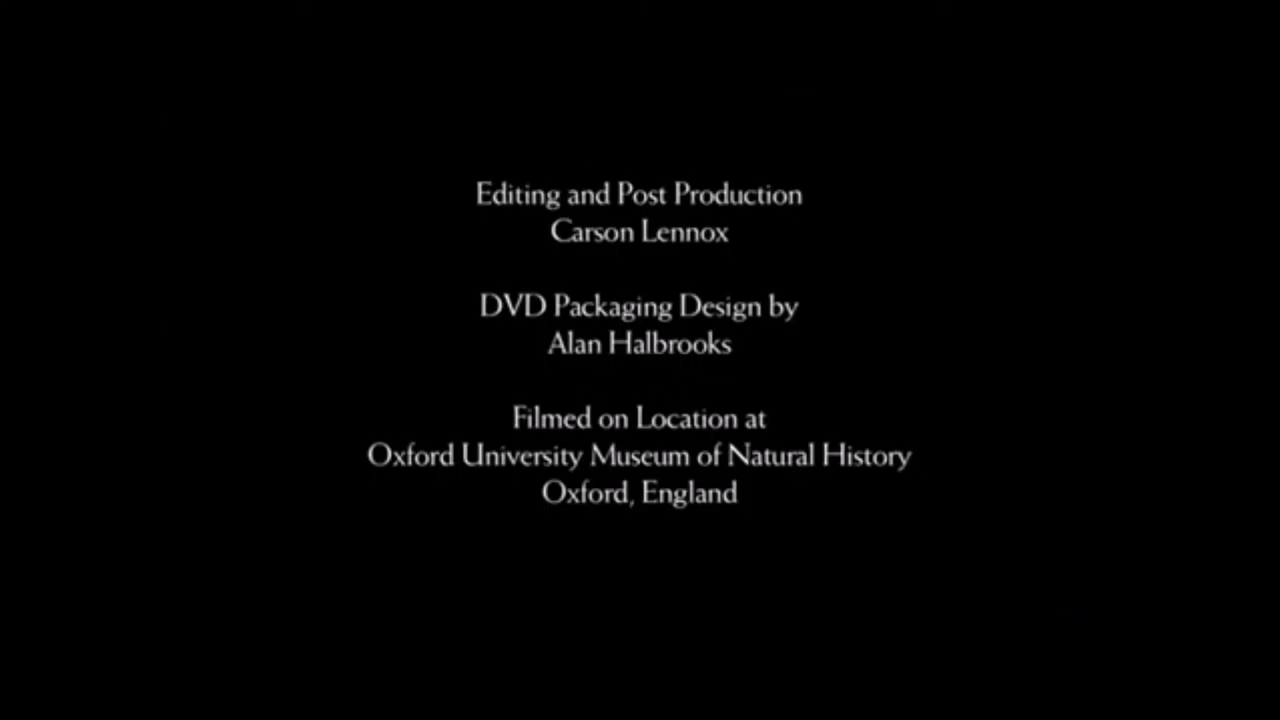 Editing and Post Production
Carson Lennox
DVD Packaging Design by
Alan Halbrooks
Filmed on Location at
Oxford University Museum of Natural History
Oxford, England